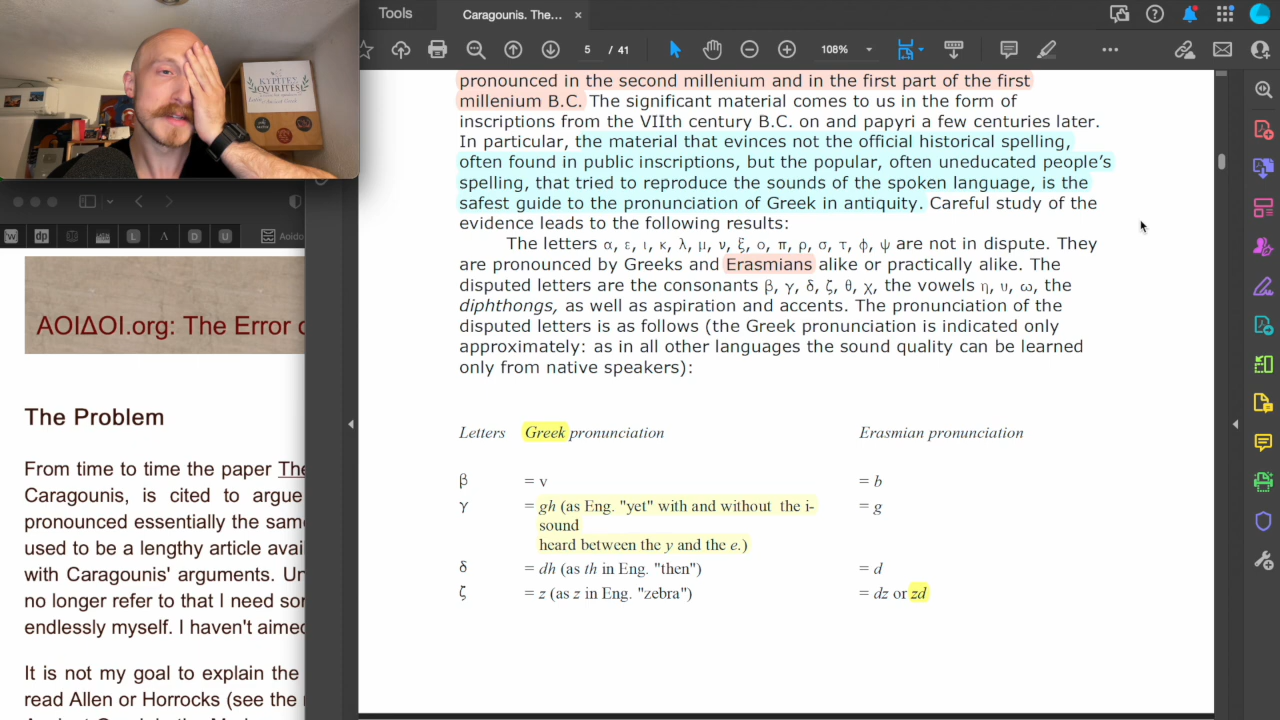 Tools
Caragounis. The... ×
5 / 41
108%
ΚΥΡΙΤΕΣ
QVIRITES
w dp L Λ D U Aoido
pronounced in the second millenium and in the first part of the first
millenium B.C. The significant material comes to us in the form of
inscriptions from the VIIth century B.C. on and papyri a few centuries later.
In particular, the material that evinces not the official historical spelling,
often found in public inscriptions, but the popular, often uneducated people's
spelling, that tried to reproduce the sounds of the spoken language, is the
safest guide to the pronunciation of Greek in antiquity. Careful study of the
evidence leads to the following results:
The letters α, ε, ι, κ, λ, μ, ν, ξ, ο, π, ρ, σ, τ, φ, ψ are not in dispute. They
are pronounced by Greeks and Erasmians alike or practically alike. The
disputed letters are the consonants β, γ, δ, ζ, θ, χ, the vowels η, υ, ω, the
diphthongs, as well as aspiration and accents. The pronunciation of the
disputed letters is as follows (the Greek pronunciation is indicated only
approximately: as in all other languages the sound quality can be learned
only from native speakers):
Letters Greek pronunciation Erasmian pronunciation
β = v = b
γ = gh (as Eng. "yet" with and without the i- = g
sound
heard between the y and the e.)
δ = dh (as th in Eng. "then") = d
ζ = z (as z in Eng. "zebra") = dz or zd
AOIΔOI.org: The Error o
The Problem
From time to time the paper The
Caragounis, is cited to argue
pronounced essentially the sam
used to be a lengthy article avai
with Caragounis' arguments. Un
no longer refer to that I need son
endlessly myself. I haven't aimed
It is not my goal to explain the
read Allen or Horrocks (see the